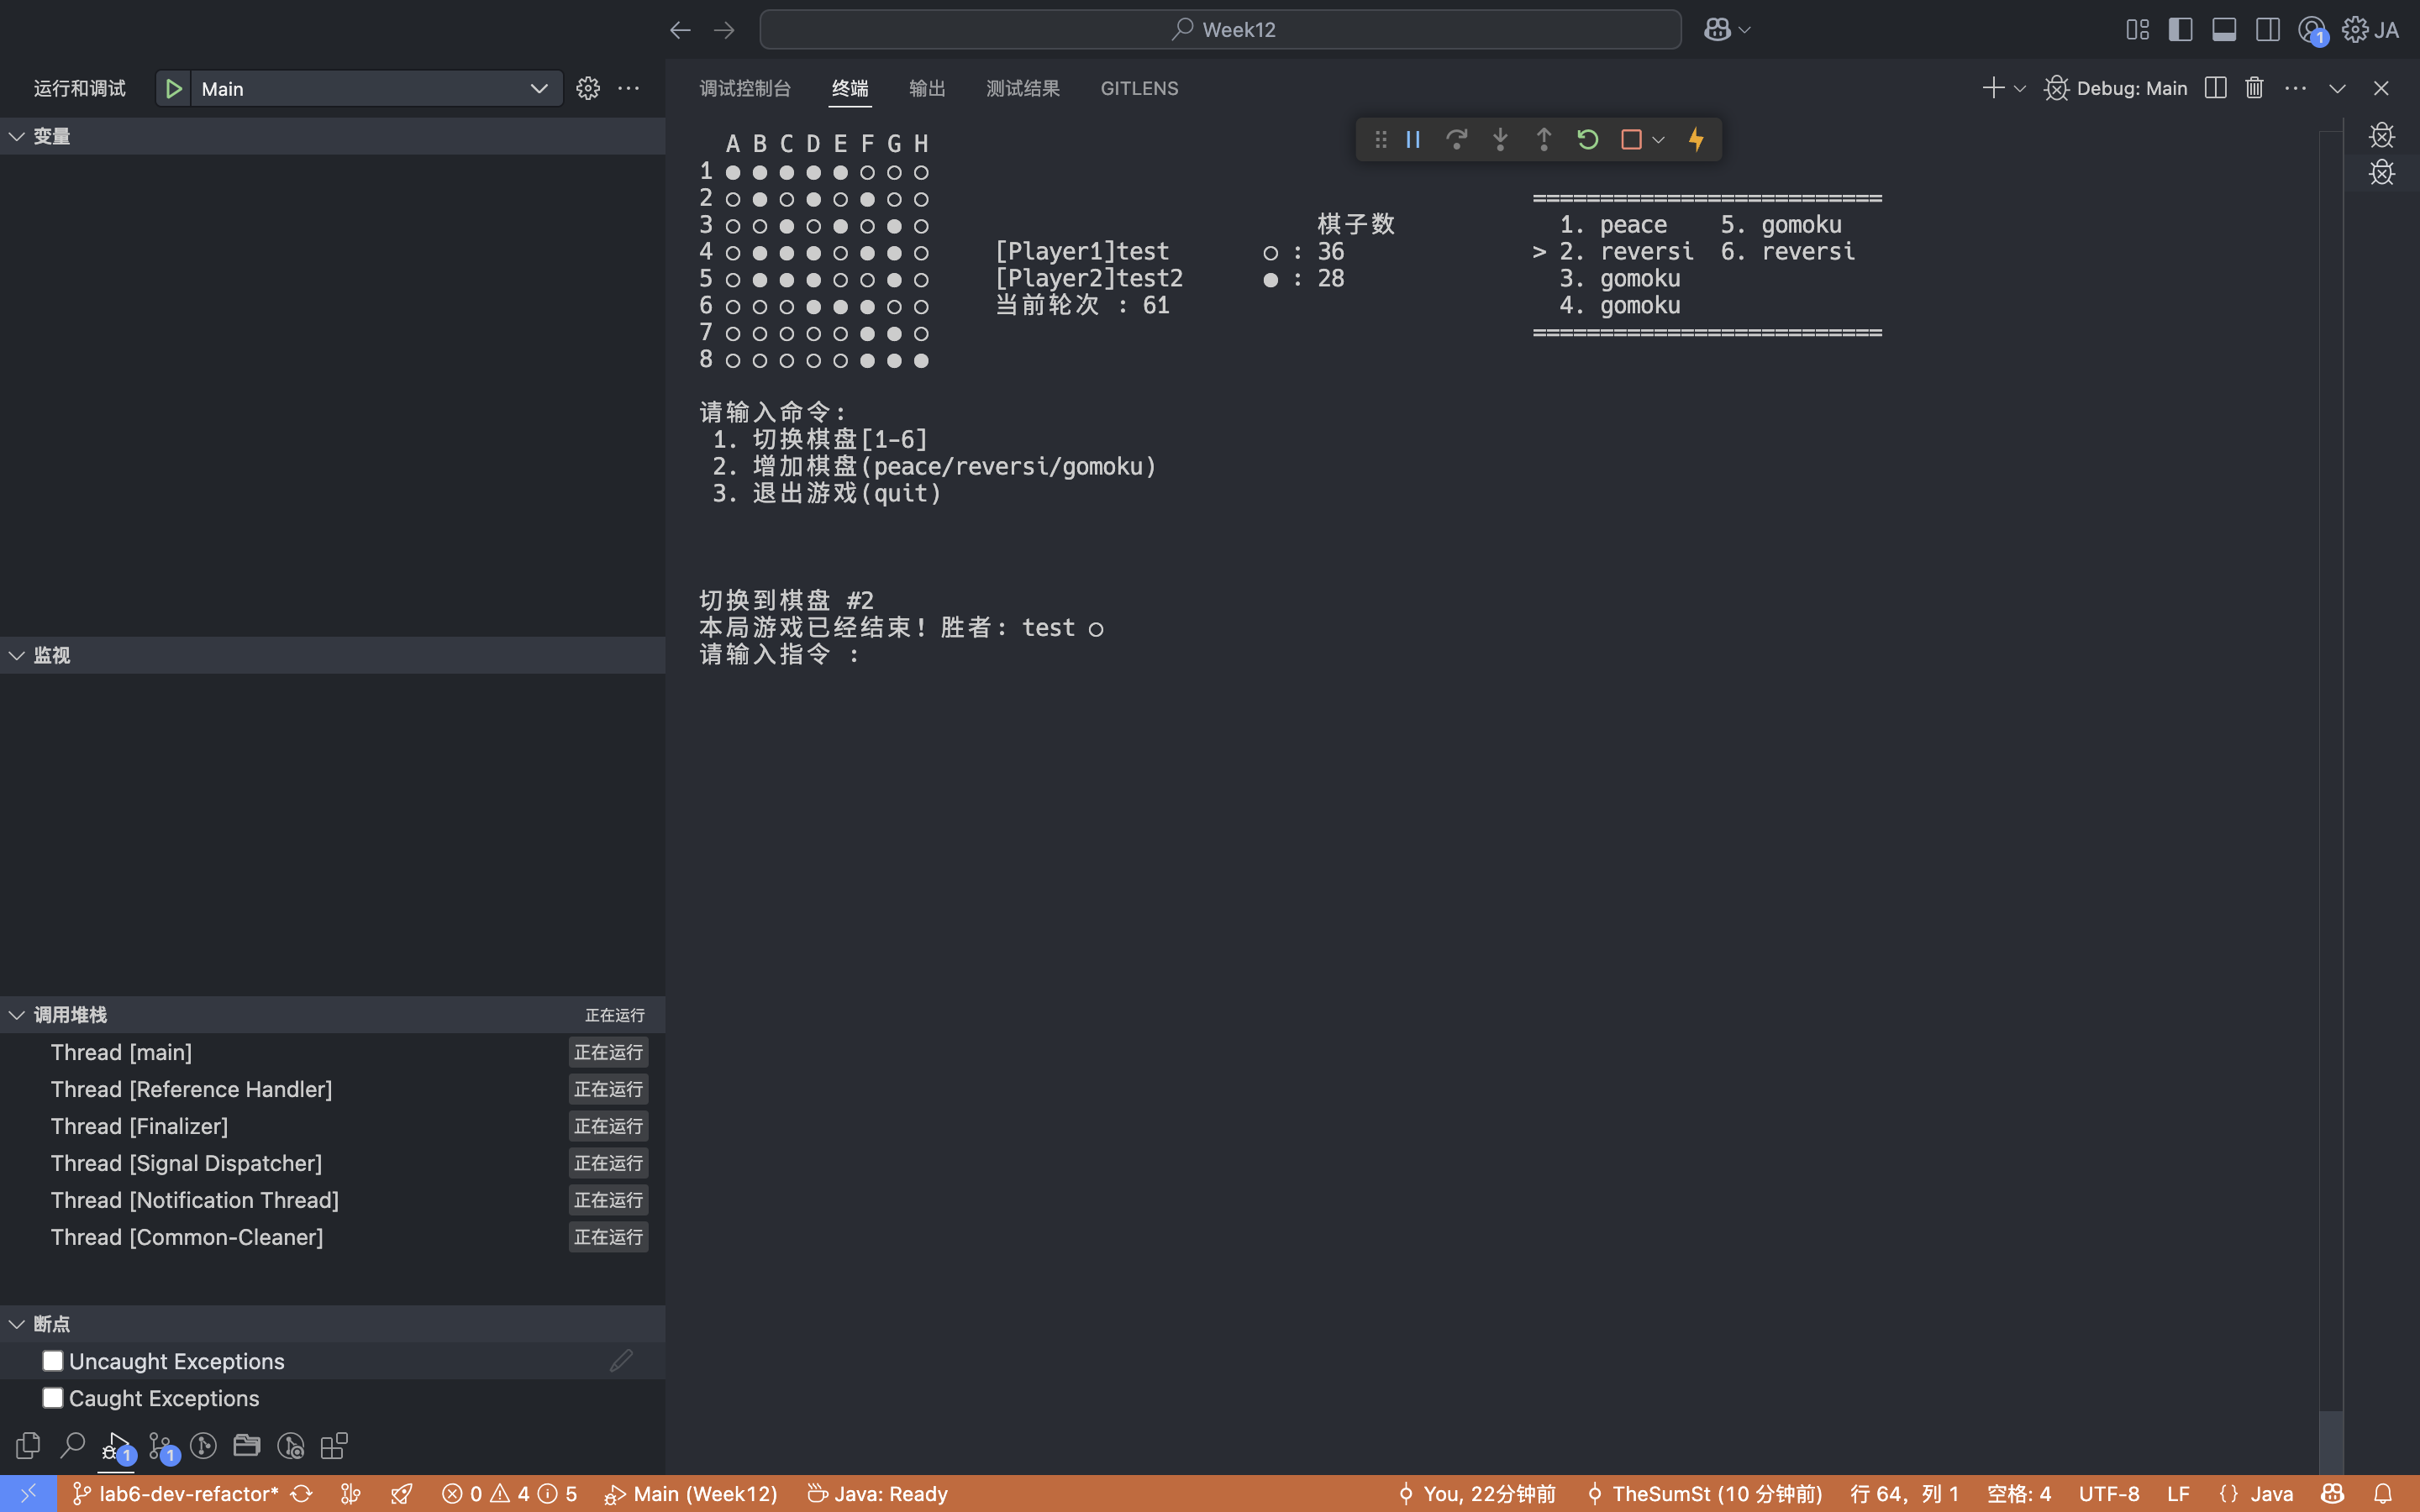 Week12
JA
运行和调试 Main
变量
监视
调用堆栈 正在运行
Thread [main] 正在运行
Thread [Reference Handler] 正在运行
Thread [Finalizer] 正在运行
Thread [Signal Dispatcher] 正在运行
Thread [Notification Thread] 正在运行
Thread [Common-Cleaner] 正在运行
断点
Uncaught Exceptions
Caught Exceptions
1 1
调试控制台 终端 输出 测试结果 GITLENS Debug: Main
A B C D E F G H
1 ● ● ● ● ● ○ ○ ○
2 ○ ● ○ ● ○ ● ○ ○ ==========================
3 ○ ○ ● ○ ● ○ ● ○ 棋子数 1. peace 5. gomoku
4 ○ ● ● ● ○ ● ● ○ [Player1]test ○ : 36 > 2. reversi 6. reversi
5 ○ ● ● ● ○ ○ ● ○ [Player2]test2 ● : 28 3. gomoku
6 ○ ○ ○ ● ● ● ○ ○ 当前轮次 : 61 4. gomoku
7 ○ ○ ○ ○ ○ ● ● ○ ==========================
8 ○ ○ ○ ○ ○ ● ● ●
请输入命令:
1. 切换棋盘[1-6]
2. 增加棋盘(peace/reversi/gomoku)
3. 退出游戏(quit)
切换到棋盘 #2
本局游戏已经结束! 胜者: test ○
请输入指令 :
lab6-dev-refactor* 0 4 5 Main (Week12) Java: Ready You, 22分钟前 TheSumSt (10 分钟前) 行 64，列 1 空格: 4 UTF-8 LF {} Java